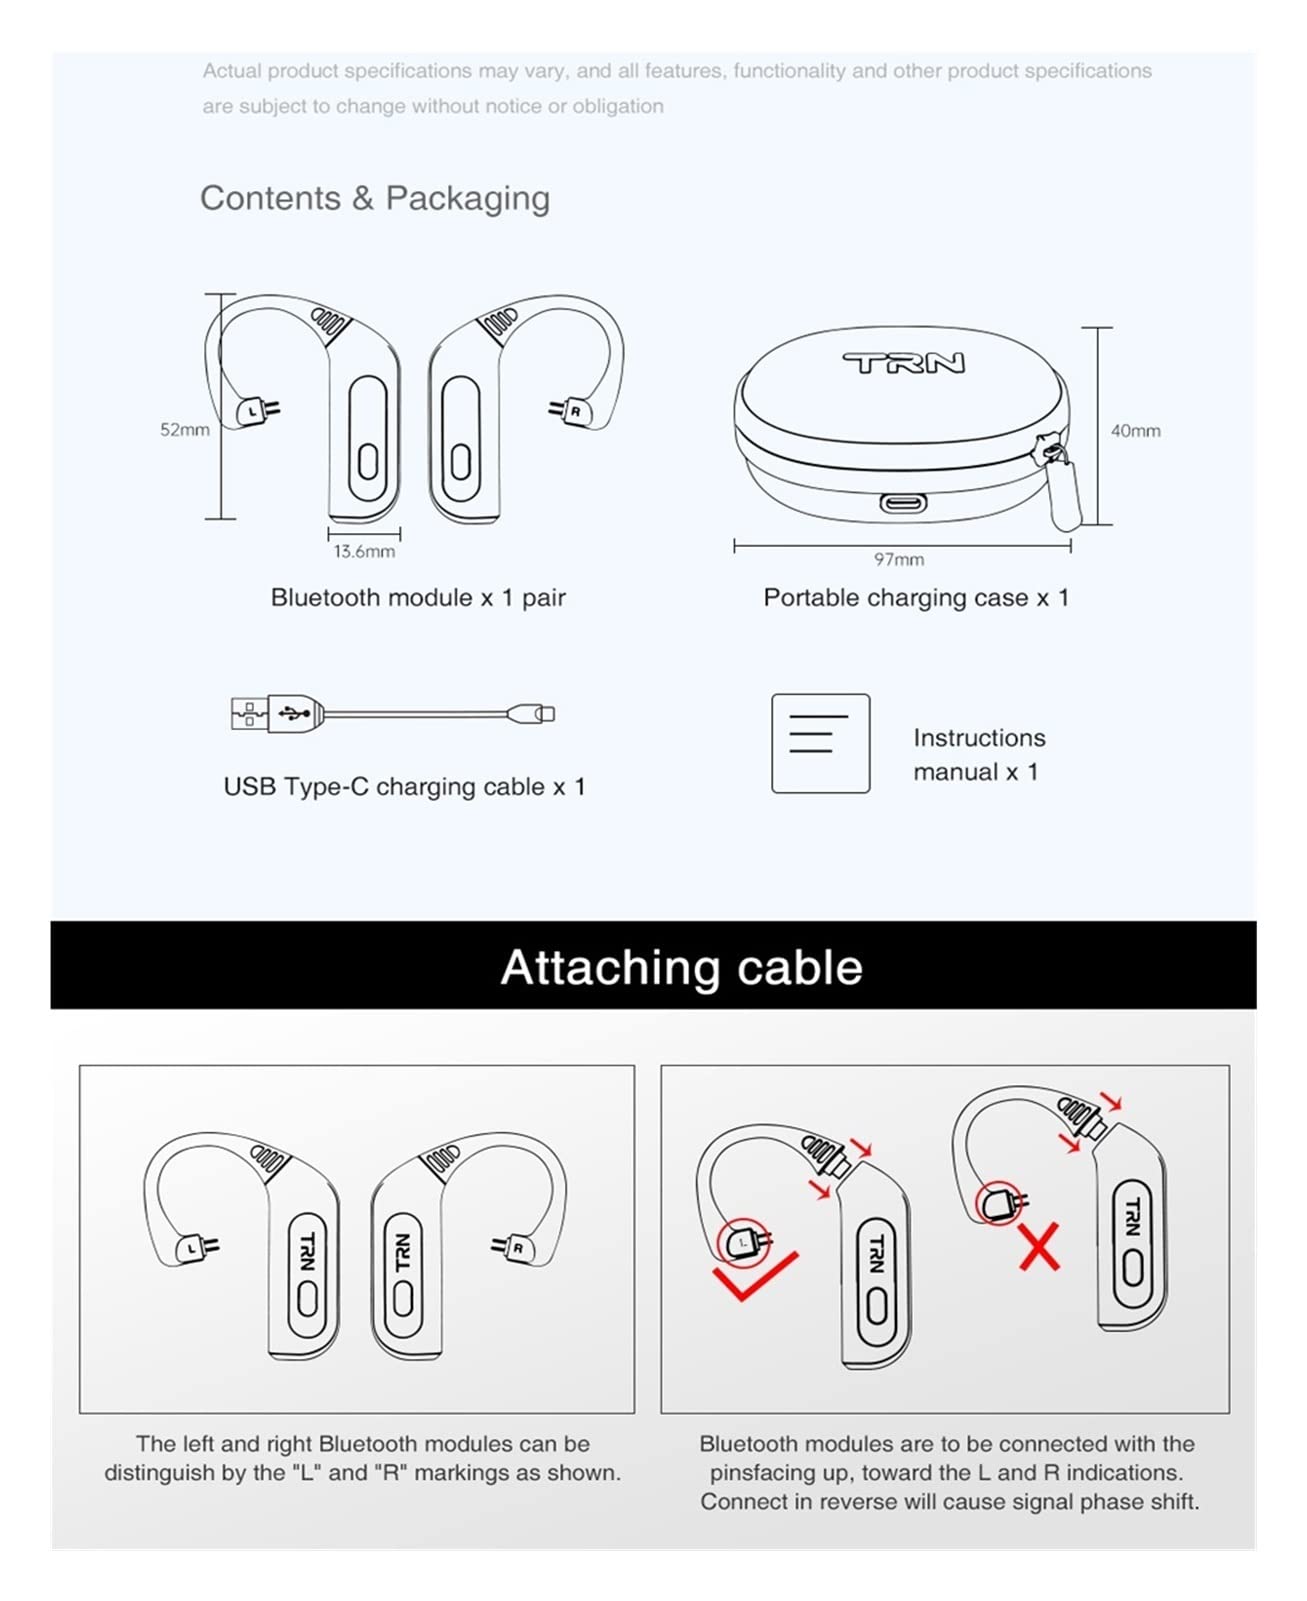 Actual product specifications may vary, and all features, functionality and other product specifications
are subject to change without notice or obligation
Contents & Packaging
TRN
L
R
52mm
40mm
13.6mm
97mm
Bluetooth module x 1 pair
Portable charging case x 1
Instructions
manual x 1
USB Type-C charging cable x 1
Attaching cable
L
TRN
TRN
R
L
TRN
TRN
The left and right Bluetooth modules can be
distinguish by the "L" and "R" markings as shown.
Bluetooth modules are to be connected with the
pinsfacing up, toward the L and R indications.
Connect in reverse will cause signal phase shift.